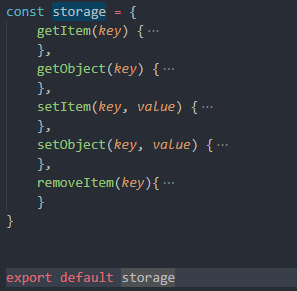 const storage = {
    getItem(key) {···
    },
    getObject(key) {···
    },
    setItem(key, value) {···
    },
    setObject(key, value) {···
    },
    removeItem(key){···
    }
}
export default storage